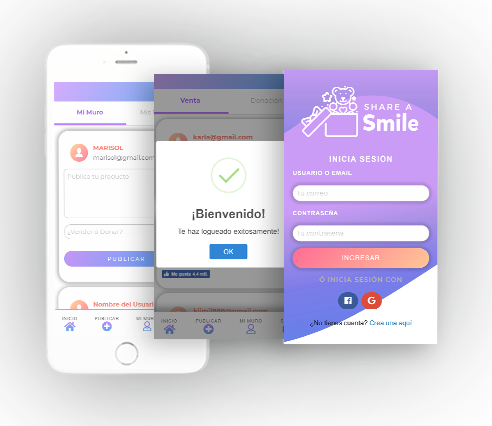 Mi Muro
MARISOL
marisol@gmail.com
Publica tu producto
¿Vender ó Donar?
PUBLICAR
Nombre del Usuari
INICIO
PUBLICAR
MI MUR
Venta
Donación
karla@gmail.com
¡Bienvenido!
Te haz logueado exitosamente!
OK
Me gusta 4,4 mill.
INICIO
PUBLICAR
MI MURO
SHARE A
Smile
INICIA SESIÓN
USUARIO O EMAIL
Tu correo
CONTRASEÑA
Tu contraseña
INGRESAR
Ó INICIA SESIÓN CON
G
¿No tienes cuenta? Crea una aquí